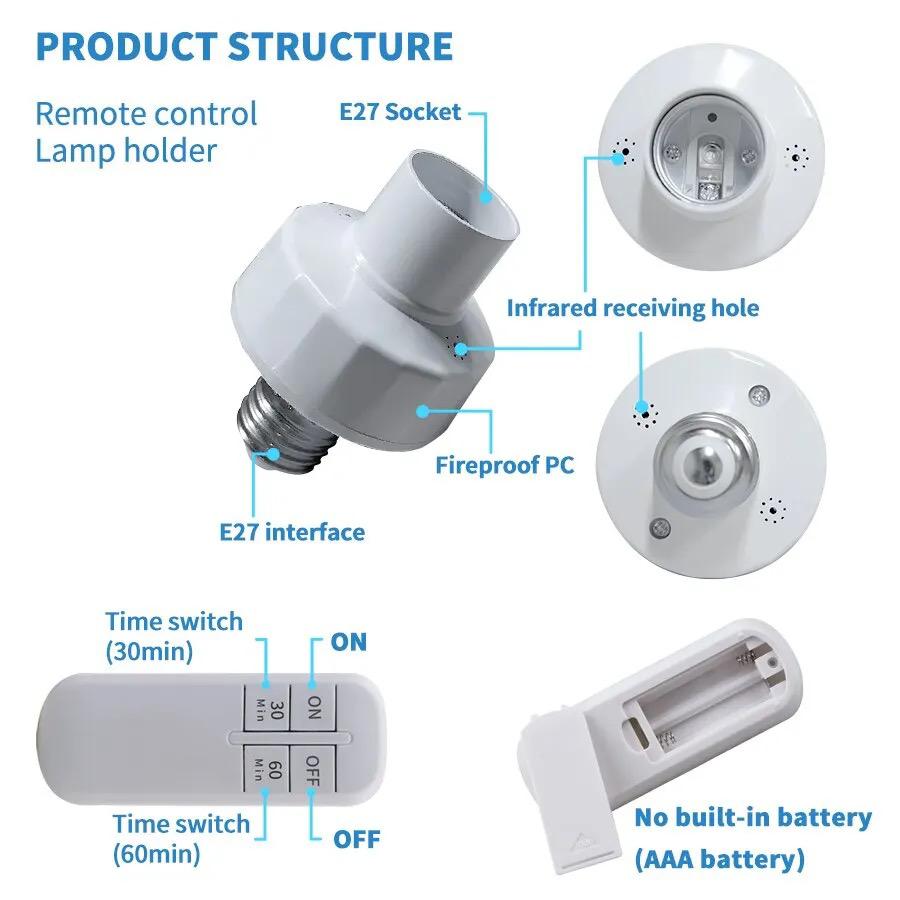 PRODUCT STRUCTURE
Remote control
Lamp holder
E27 Socket
Infrared receiving hole
Fireproof PC
E27 interface
Time switch
(30min)
ON
30
Min
ON
60
Min
OFF
Time switch
(60min)
OFF
No built-in battery
(AAA battery)